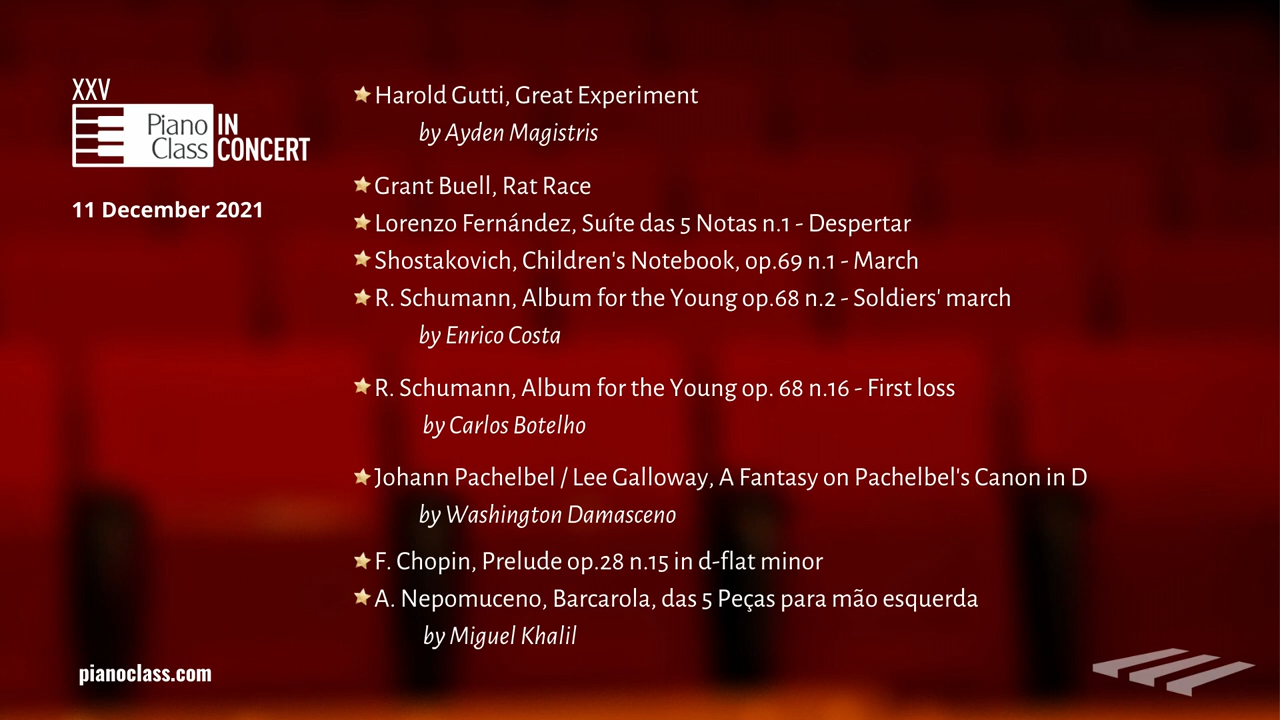 XXV
Piano
Class
IN
CONCERT
11 December 2021
Harold Gutti, Great Experiment
by Ayden Magistris
Grant Buell, Rat Race
Lorenzo Fernández, Suíte das 5 Notas n.1 - Despertar
Shostakovich, Children's Notebook, op.69 n.1 - March
R. Schumann, Album for the Young op.68 n.2 - Soldiers' march
by Enrico Costa
R. Schumann, Album for the Young op. 68 n.16 - First loss
by Carlos Botelho
Johann Pachelbel / Lee Galloway, A Fantasy on Pachelbel's Canon in D
by Washington Damasceno
F. Chopin, Prelude op.28 n.15 in d-flat minor
A. Nepomuceno, Barcarola, das 5 Peças para mão esquerda
by Miguel Khalil
pianoclass.com